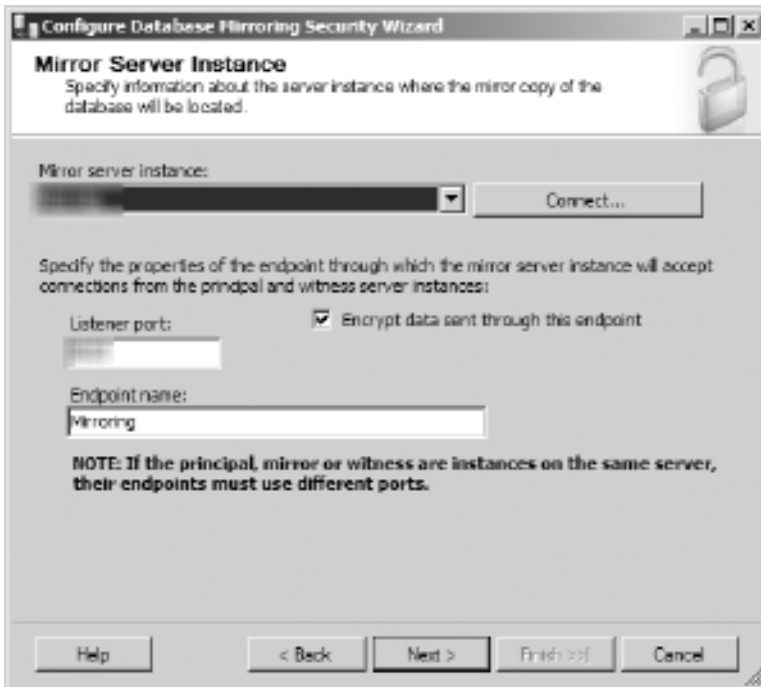 Configure Database Mirroring Security Wizard
Mirror Server Instance
Specify information about the server instance where the mirror copy of the
database will be located.
Mirror server instance:
Connect...
Specify the properties of the endpoint through which the mirror server instance will accept
connections from the principal and witness server instances:
Listener port:
Encrypt data sent through this endpoint
Endpoint name:
Mirroring
NOTE: If the principal, mirror or witness are instances on the same server,
their endpoints must use different ports.
Help
< Back
Next >
Finish >>|
Cancel